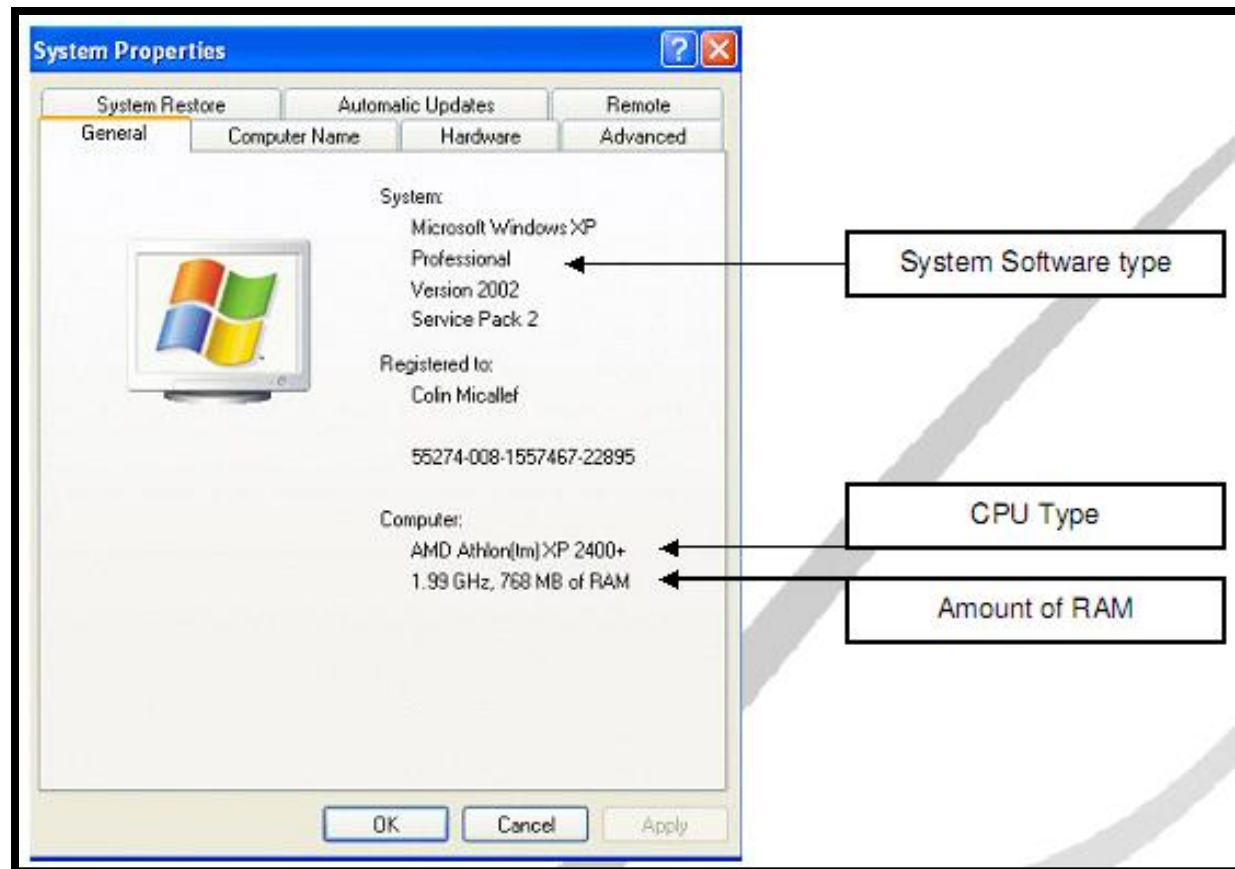 System Properties
System Restore Automatic Updates Remote
General Computer Name Hardware Advanced
System:
Microsoft Windows XP
Professional
Version 2002
Service Pack 2
Registered to:
Colin Micallef
55274-008-1557467-22895
Computer:
AMD Athlon(tm) XP 2400+
1.99 GHz, 768 MB of RAM
OK Cancel Apply
System Software type
CPU Type
Amount of RAM